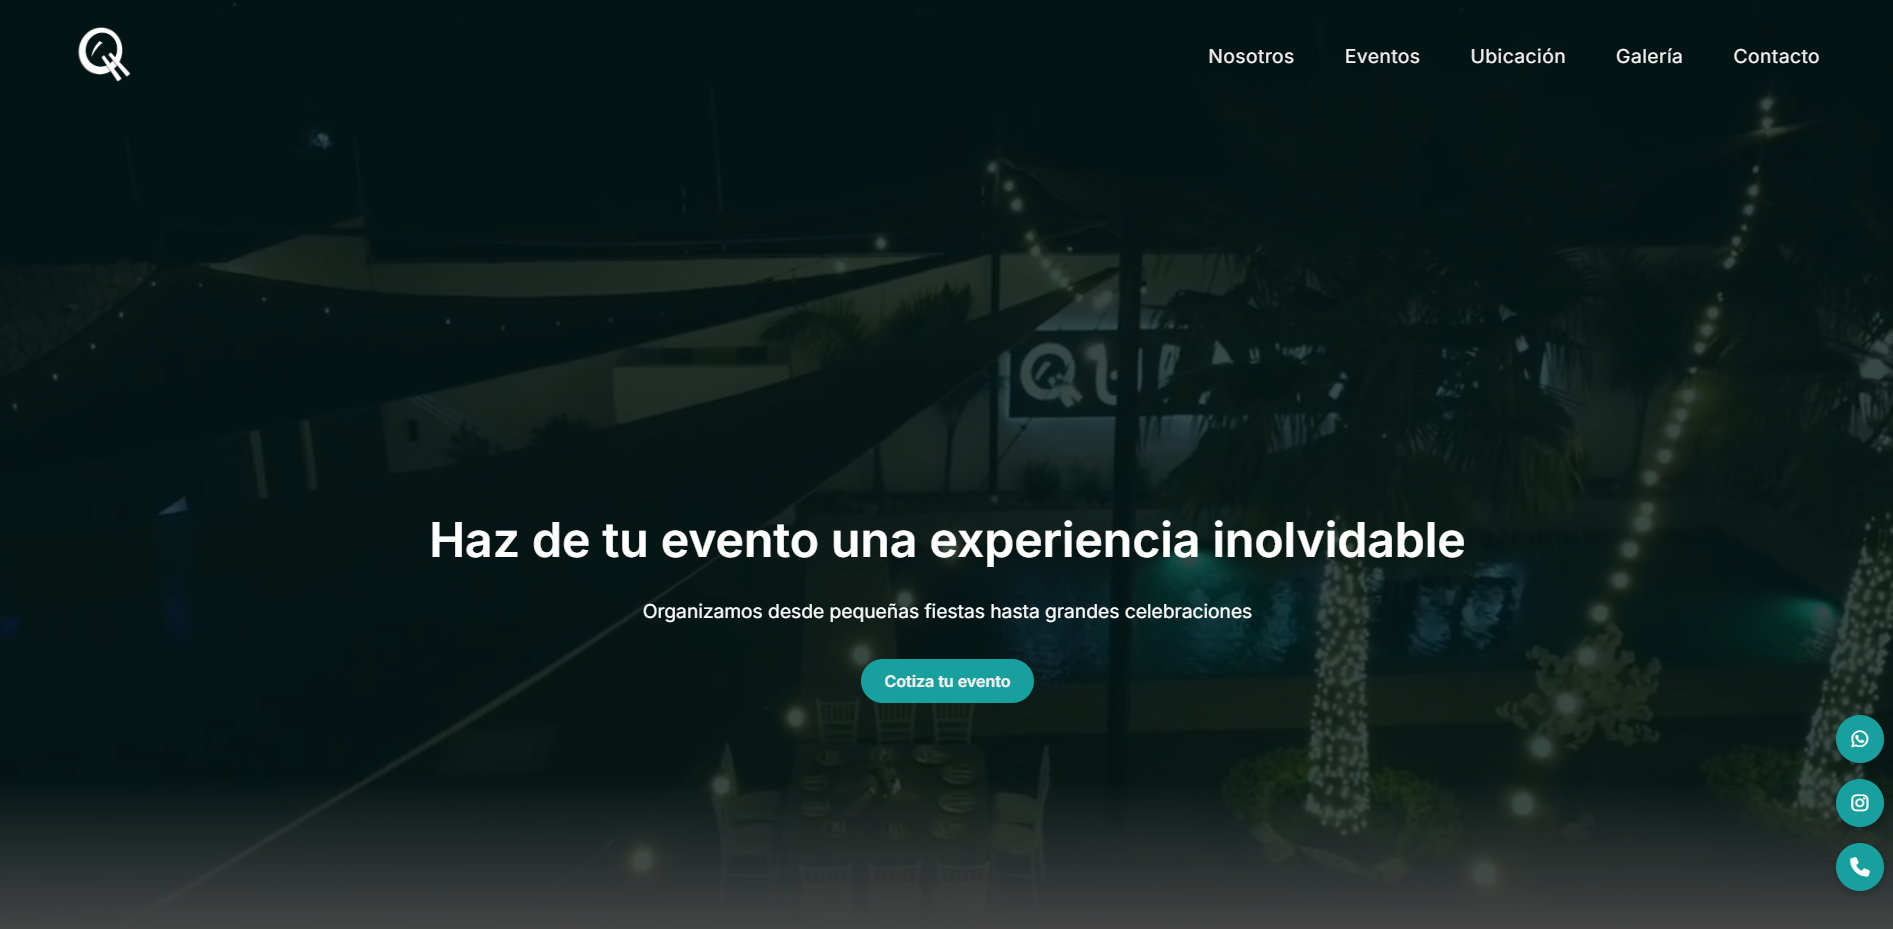 Nosotros Eventos Ubicación Galería Contacto
Haz de tu evento una experiencia inolvidable
Organizamos desde pequeñas fiestas hasta grandes celebraciones
Cotiza tu evento